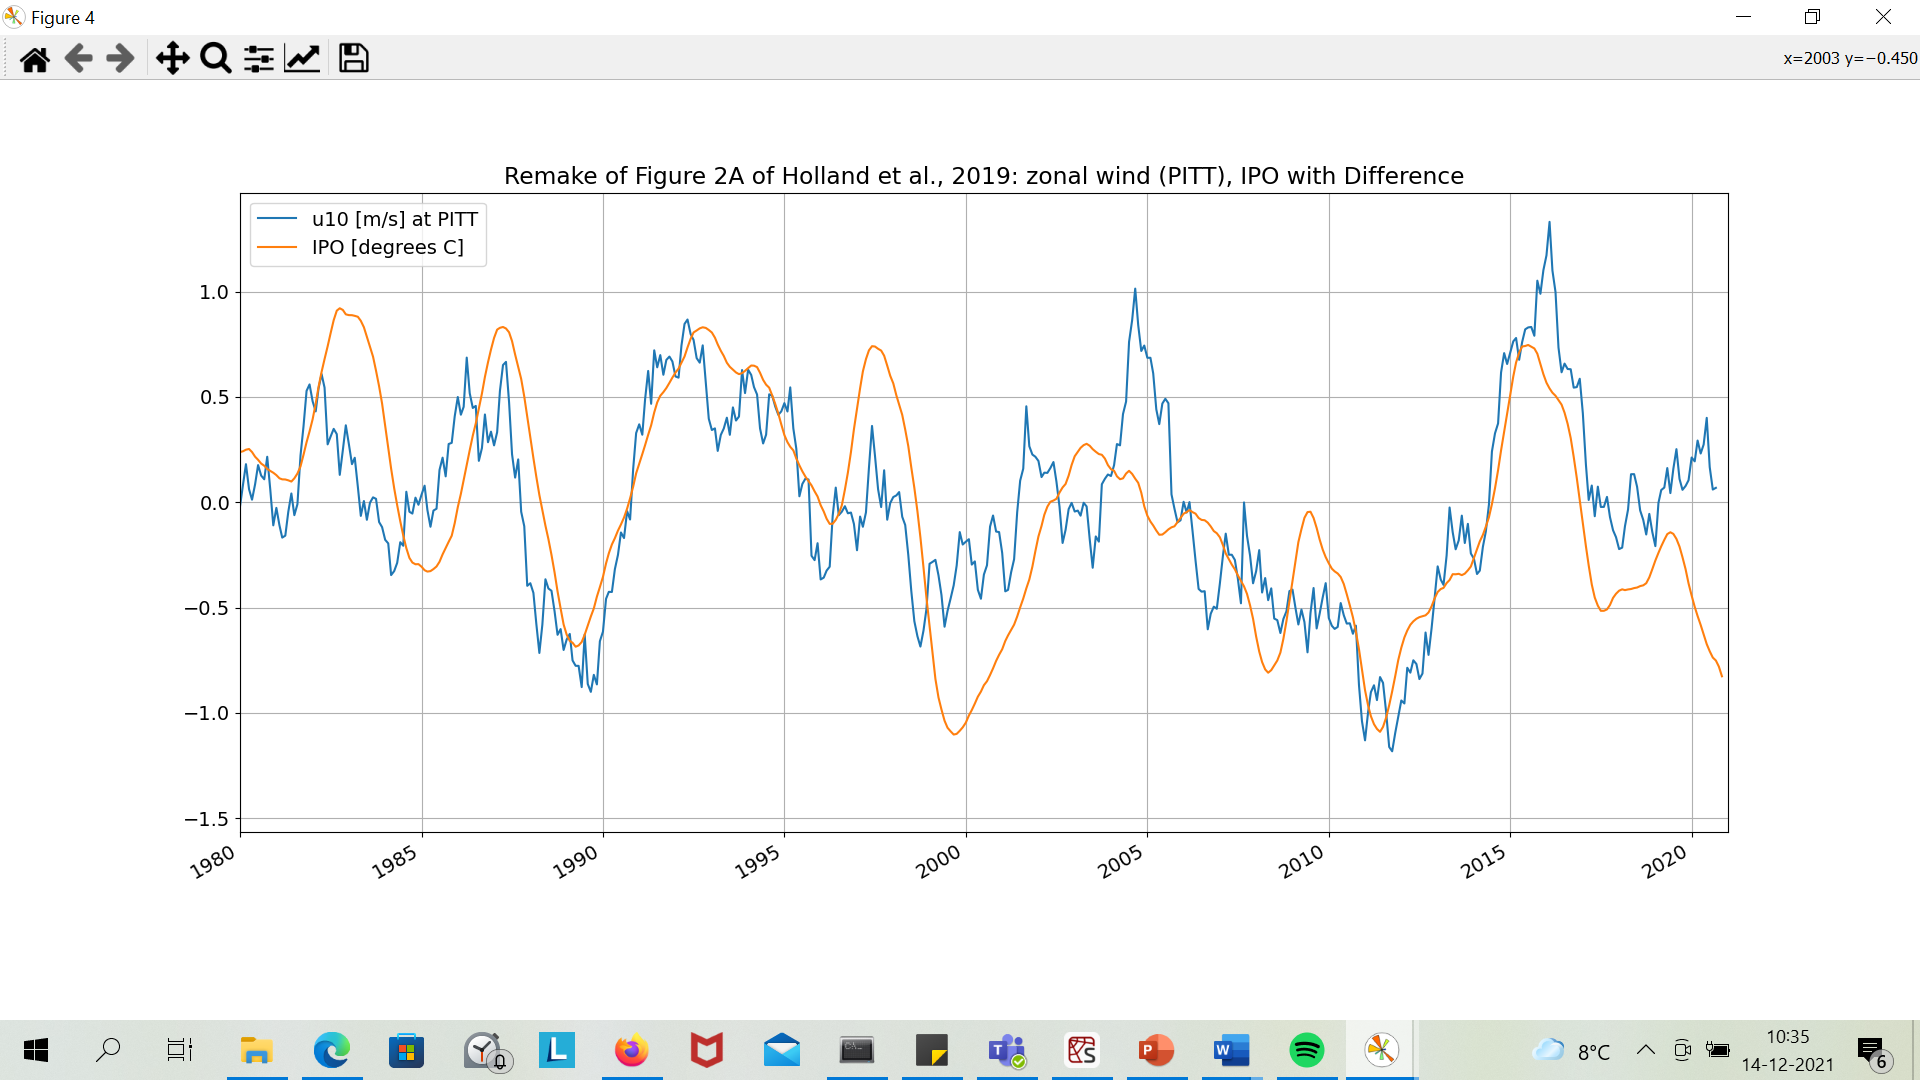 Figure 4
x=2003 y=−0.450
Remake of Figure 2A of Holland et al., 2019: zonal wind (PITT), IPO with Difference
u10 [m/s] at PITT
IPO [degrees C]
1.0
0.5
0.0
−0.5
−1.0
−1.5
1980
1985
1990
1995
2000
2005
2010
2015
2020
L
C:\_
T
S
P
W
8°C
10:35
14-12-2021
6